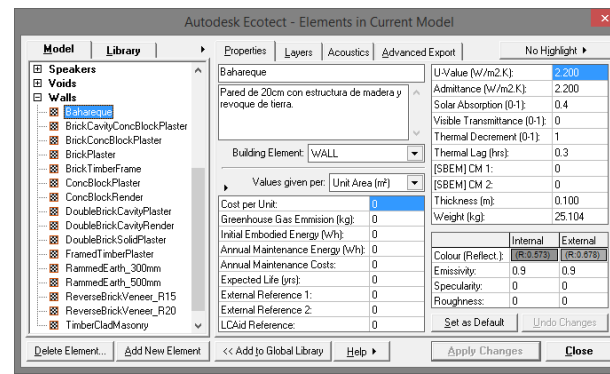 Autodesk Ecotect - Elements in Current Model
Model Library
Speakers
Voids
Walls
Bahareque
BrickCavityConcBlockPlaster
BrickConcBlockPlaster
BrickPlaster
BrickTimberFrame
ConcBlockPlaster
ConcBlockRender
DoubleBrickCavityPlaster
DoubleBrickCavityRender
DoubleBrickSolidPlaster
FramedTimberPlaster
RammedEarth_300mm
RammedEarth_500mm
ReverseBrickVeneer_R15
ReverseBrickVeneer_R20
TimberCladMasonry
Delete Element... Add New Element
Properties Layers Acoustics Advanced Export No Highlight
Bahareque
Pared de 20cm con estructura de madera y
revoque de tierra.
Building Element: WALL
Values given per: Unit Area (m²)
Cost per Unit: 0
Greenhouse Gas Emmision (kg): 0
Initial Embodied Energy (Wh): 0
Annual Maintenance Energy (Wh): 0
Annual Maintenance Costs: 0
Expected Life (yrs): 0
External Reference 1: 0
External Reference 2: 0
LCAid Reference: 0
<< Add to Global Library Help
U-Value (W/m2.K): 2.200
Admittance (W/m2.K): 2.200
Solar Absorption (0-1): 0.4
Visible Transmittance (0-1): 0
Thermal Decrement (0-1): 1
Thermal Lag (hrs): 0.3
[SBEM] CM 1: 0
[SBEM] CM 2: 0
Thickness (m): 0.100
Weight (kg): 25.104
Internal External
Colour (Reflect.): (R:0.573) (R:0.678)
Emissivity: 0.9 0.9
Specularity: 0 0
Roughness: 0 0
Set as Default Undo Changes
Apply Changes Close